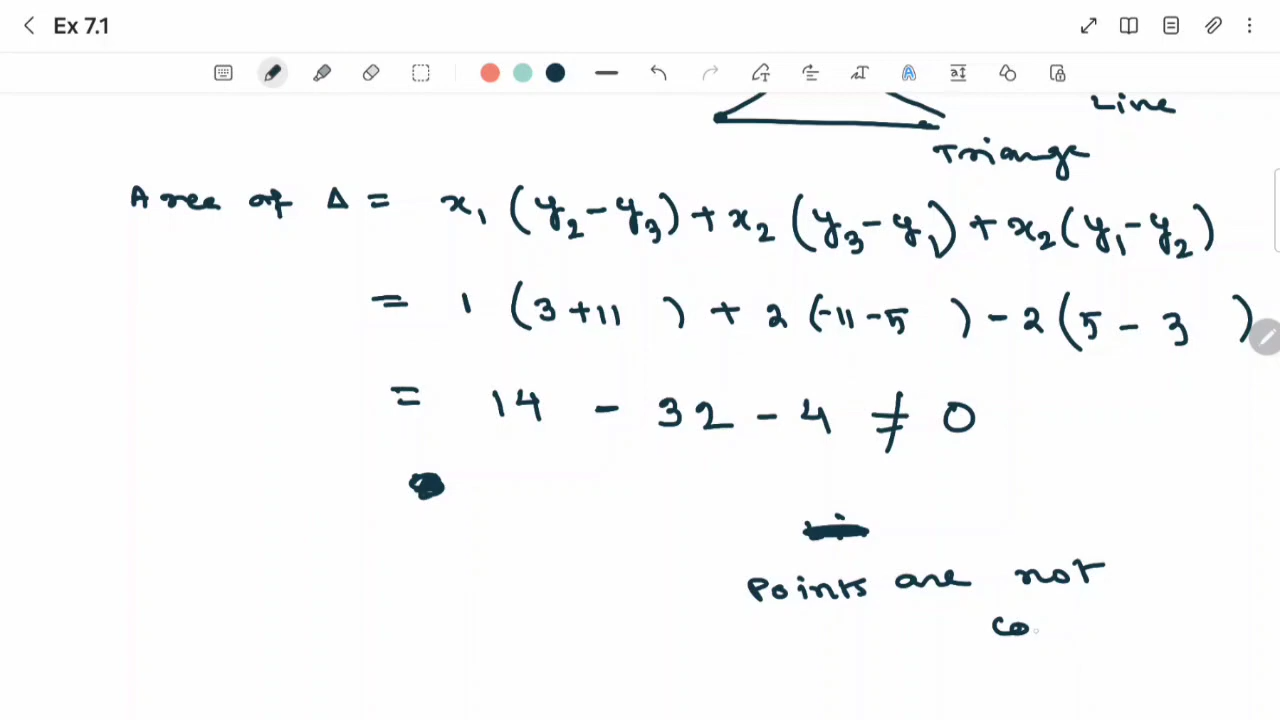 Ex 7.1
Line
Triange
Area of Δ = x₁ (y₂ - y₃) + x₂ (y₃ - y₁) + x₂ (y₁ - y₂)
= 1 (3 + 11 ) + 2 (-11 - 5 ) - 2 (5 - 3 )
= 14 - 32 - 4 ≠ 0
Points are not
co